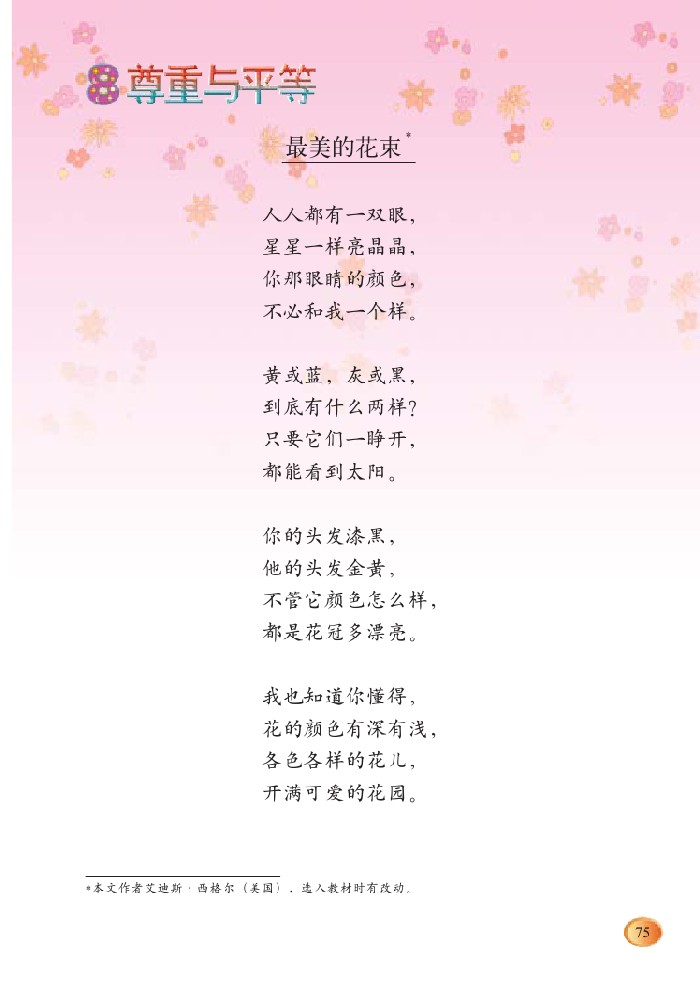 8 尊重与平等
最美的花束*
人人都有一双眼，
星星一样亮晶晶，
你那眼睛的颜色，
不必和我一个样。
黄或蓝，灰或黑，
到底有什么两样？
只要它们一睁开，
都能看到太阳。
你的头发漆黑，
他的头发金黄，
不管它颜色怎么样，
都是花冠多漂亮。
我也知道你懂得，
花的颜色有深有浅，
各色各样的花儿，
开满可爱的花园。
*本文作者艾迪斯·西格尔（美国），选入教材时有改动。
75